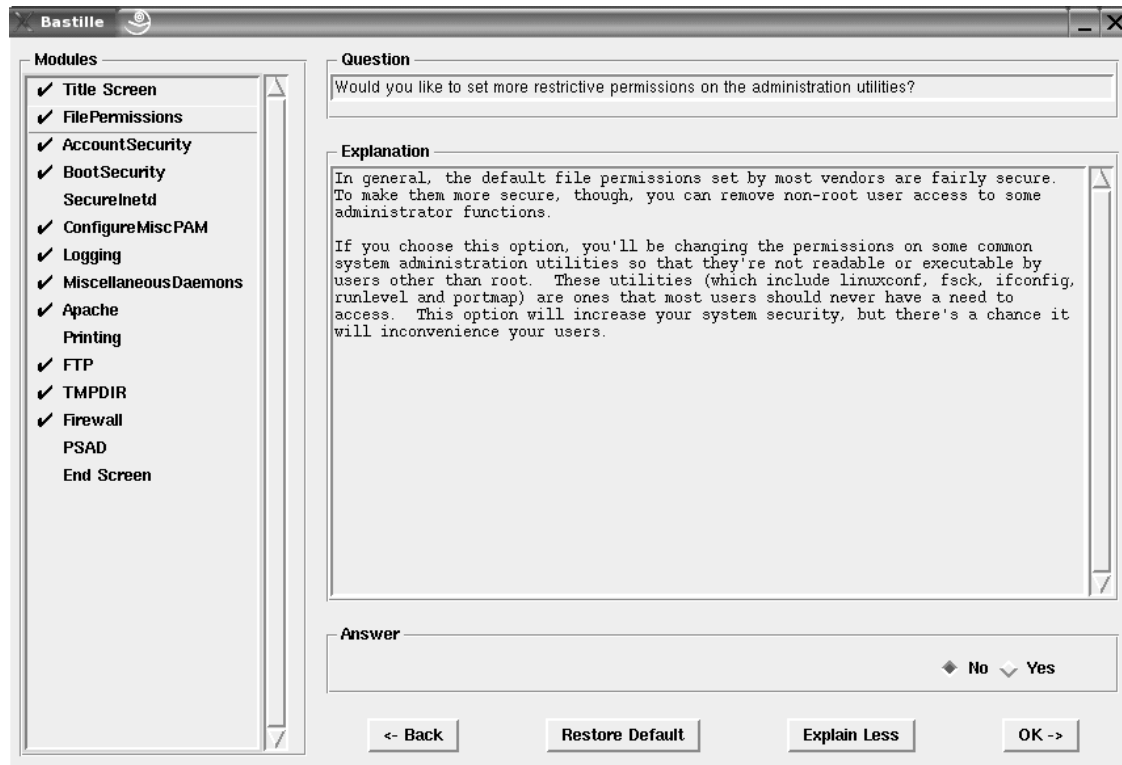 Bastille
Modules
✔ Title Screen
✔ FilePermissions
✔ AccountSecurity
✔ BootSecurity
SecureInetd
✔ ConfigureMiscPAM
✔ Logging
✔ MiscellaneousDaemons
✔ Apache
Printing
✔ FTP
✔ TMPDIR
✔ Firewall
PSAD
End Screen
Question
Would you like to set more restrictive permissions on the administration utilities?
Explanation
In general, the default file permissions set by most vendors are fairly secure.
To make them more secure, though, you can remove non-root user access to some
administrator functions.
If you choose this option, you'll be changing the permissions on some common
system administration utilities so that they're not readable or executable by
users other than root.  These utilities (which include linuxconf, fsck, ifconfig,
runlevel and portmap) are ones that most users should never have a need to
access.  This option will increase your system security, but there's a chance it
will inconvenience your users.
Answer
No Yes
<- Back Restore Default Explain Less OK ->